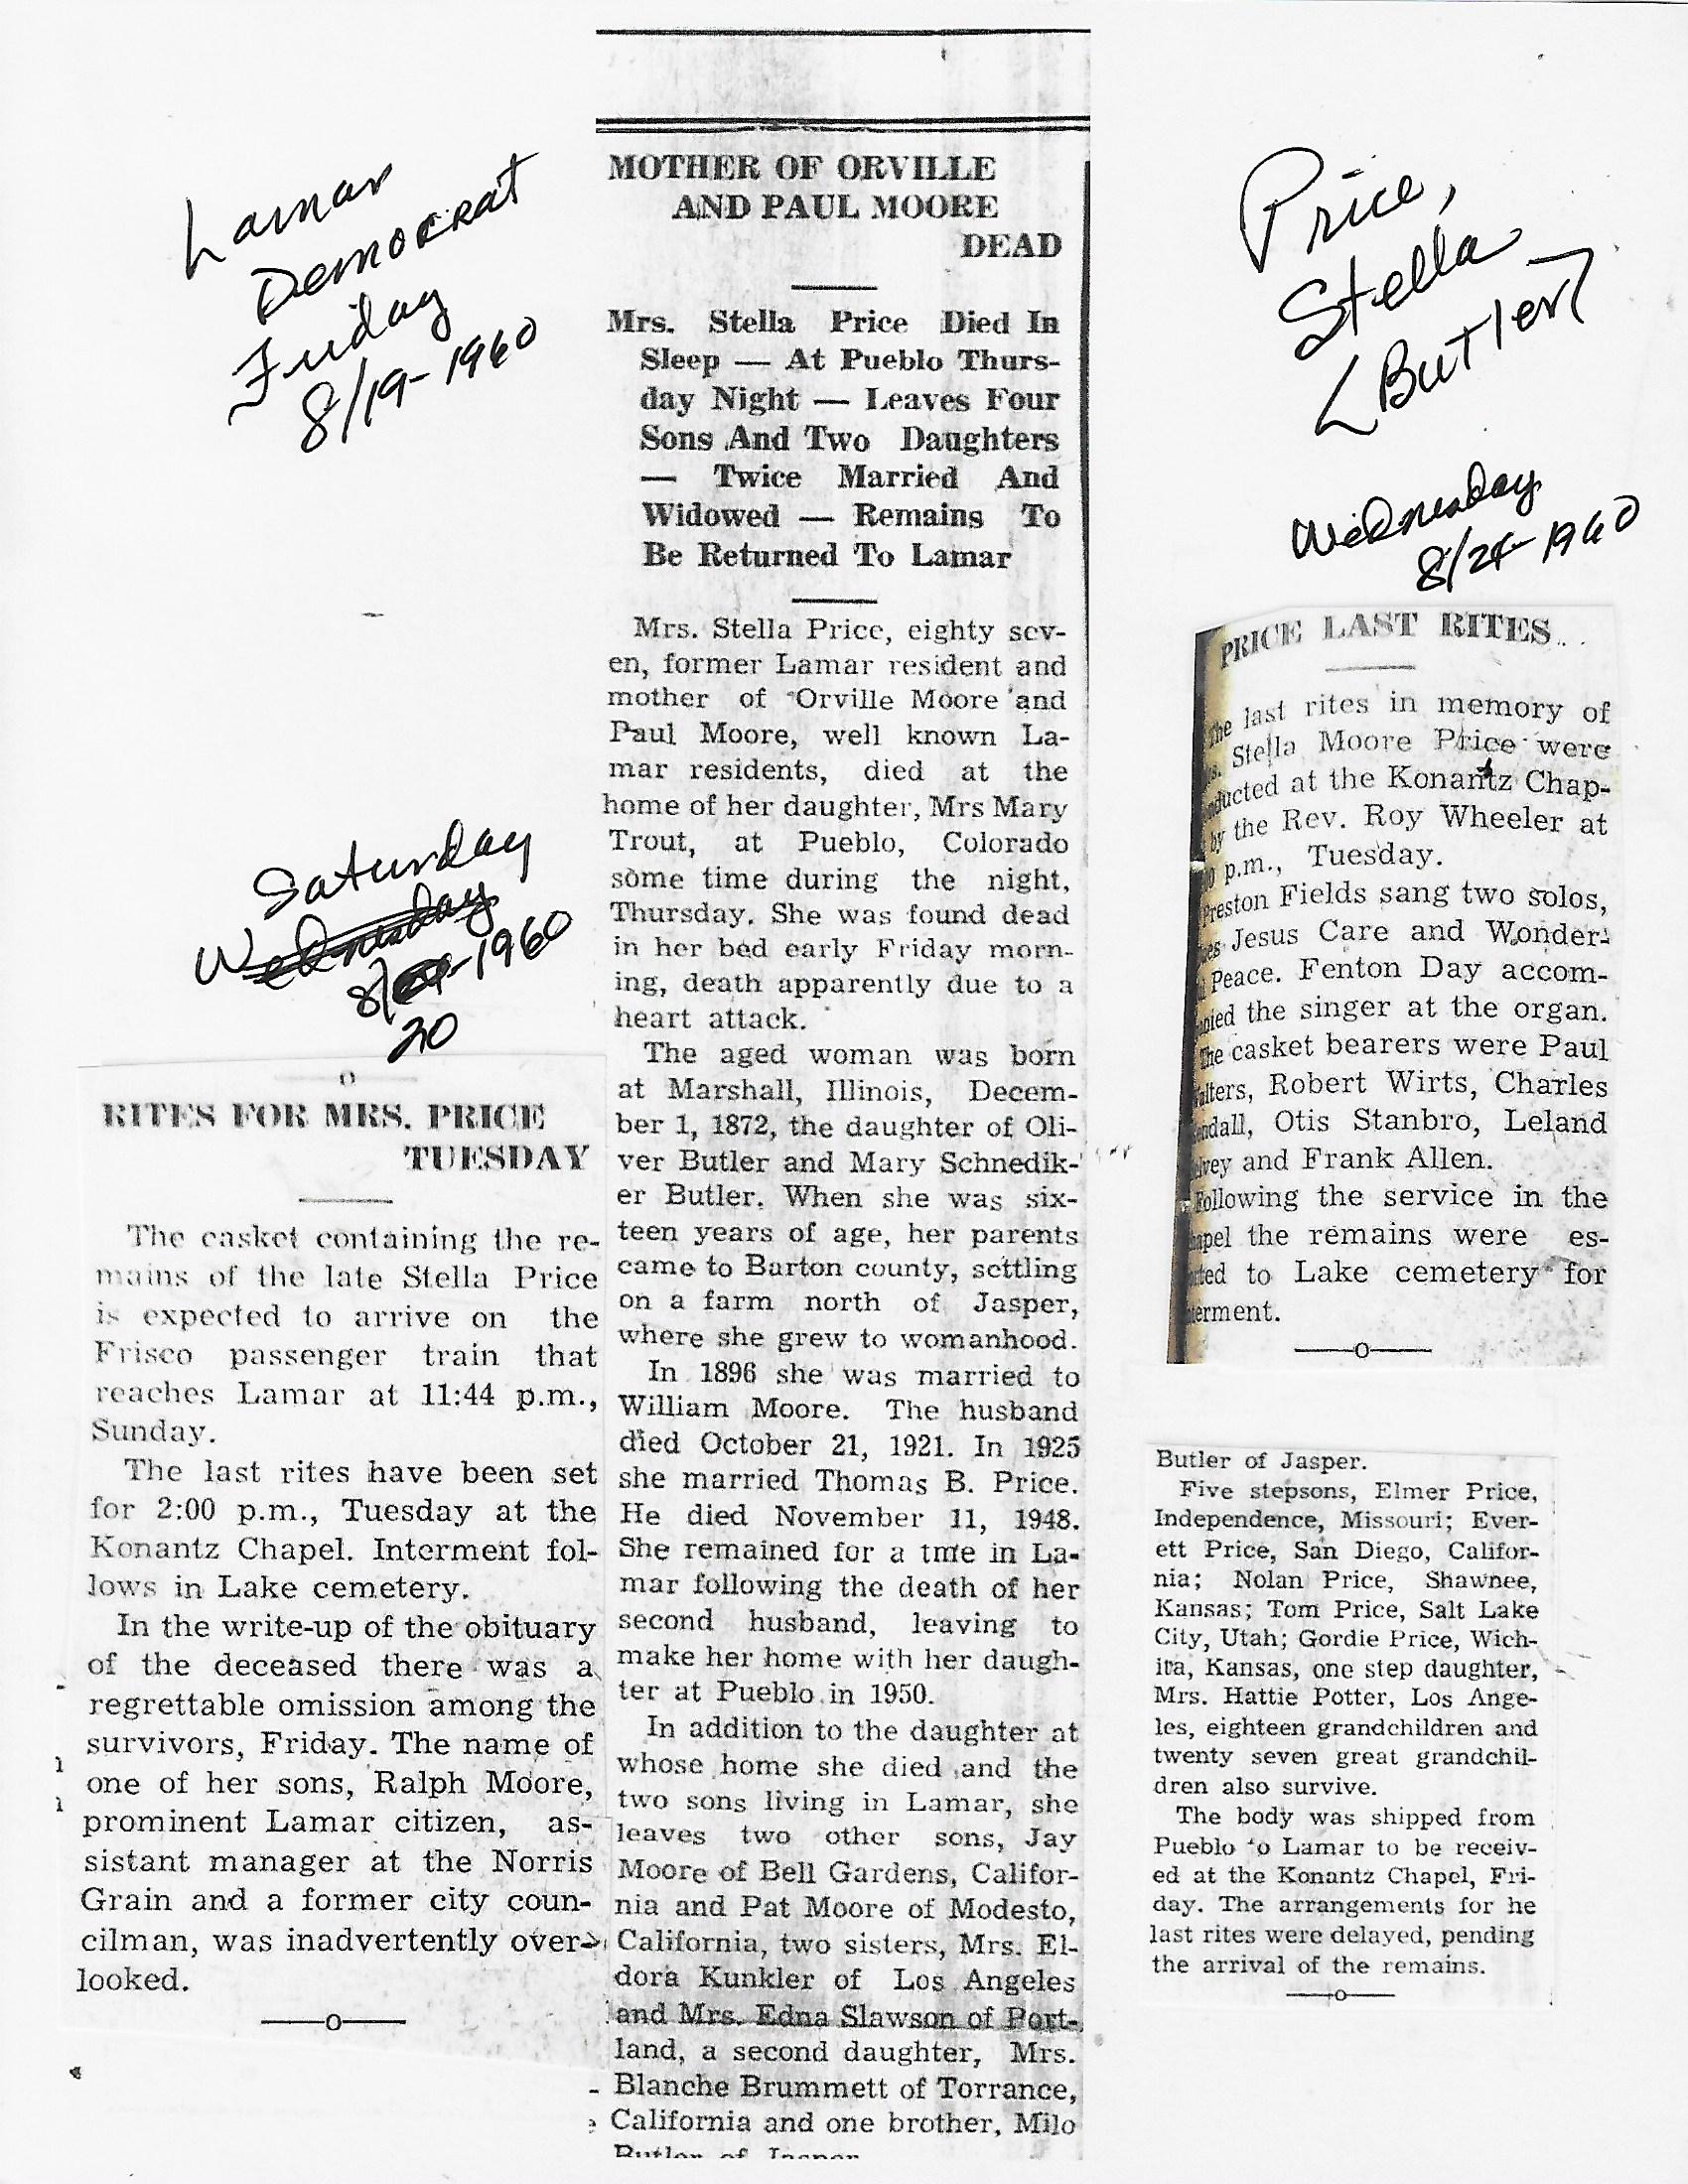 Lamar
Democrat
Friday
8/19-1960
MOTHER OF ORVILLE
AND PAUL MOORE
DEAD
Mrs. Stella Price Died In
Sleep — At Pueblo Thurs-
day Night — Leaves Four
Sons And Two Daughters
— Twice Married And
Widowed — Remains To
Be Returned To Lamar
Mrs. Stella Price, eighty sev-
en, former Lamar resident and
mother of Orville Moore and
Paul Moore, well known La-
mar residents, died at the
home of her daughter, Mrs Mary
Trout, at Pueblo, Colorado
some time during the night,
Thursday. She was found dead
in her bed early Friday morn-
ing, death apparently due to a
heart attack.
The aged woman was born
at Marshall, Illinois, Decem-
ber 1, 1872, the daughter of Oli-
ver Butler and Mary Schnedik-
er Butler. When she was six-
teen years of age, her parents
came to Barton county, settling
on a farm north of Jasper,
where she grew to womanhood.
In 1896 she was married to
William Moore. The husband
died October 21, 1921. In 1925
she married Thomas B. Price.
He died November 11, 1948.
She remained for a tme in La-
mar following the death of her
second husband, leaving to
make her home with her daugh-
ter at Pueblo in 1950.
In addition to the daughter at
whose home she died and the
two sons living in Lamar, she
leaves two other sons, Jay
Moore of Bell Gardens, Califor-
nia and Pat Moore of Modesto,
California, two sisters, Mrs. El-
dora Kunkler of Los Angeles
and Mrs. Edna Slawson of Port-
land, a second daughter, Mrs.
Blanche Brummett of Torrance,
California and one brother, Milo
Butler of Jasper.
Butler of Jasper.
Five stepsons, Elmer Price,
Independence, Missouri; Ever-
ett Price, San Diego, Califor-
nia; Nolan Price, Shawnee,
Kansas; Tom Price, Salt Lake
City, Utah; Gordie Price, Wich-
ita, Kansas, one step daughter,
Mrs. Hattie Potter, Los Ange-
les, eighteen grandchildren and
twenty seven great grandchil-
dren also survive.
The body was shipped from
Pueblo 'o Lamar to be receiv-
ed at the Konantz Chapel, Fri-
day. The arrangements for he
last rites were delayed, pending
the arrival of the remains.
—o—
Saturday
Wednesday
8/ -1960
20
o
RITES FOR MRS. PRICE
TUESDAY
The casket containing the re-
mains of the late Stella Price
is expected to arrive on the
Frisco passenger train that
reaches Lamar at 11:44 p.m.,
Sunday.
The last rites have been set
for 2:00 p.m., Tuesday at the
Konantz Chapel. Interment fol-
lows in Lake cemetery.
In the write-up of the obituary
of the deceased there was a
regrettable omission among the
survivors, Friday. The name of
one of her sons, Ralph Moore,
prominent Lamar citizen, as-
sistant manager at the Norris
Grain and a former city coun-
cilman, was inadvertently over-
looked.
—o—
Price,
Stella
<Butler>
Wednesday
8/24-1960
PRICE LAST RITES
he last rites in memory of
s. Stella Moore Price were
ducted at the Konantz Chap-
by the Rev. Roy Wheeler at
0 p.m., Tuesday.
Preston Fields sang two solos,
es Jesus Care and Wonder-
Peace. Fenton Day accom-
nied the singer at the organ.
he casket bearers were Paul
alters, Robert Wirts, Charles
ndall, Otis Stanbro, Leland
lvey and Frank Allen.
Following the service in the
apel the remains were es-
rted to Lake cemetery for
erment.
—o—